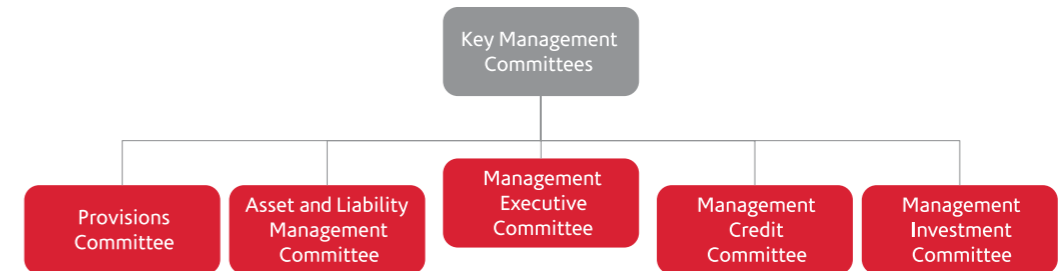 Key Management
Committees
Provisions
Committee
Asset and Liability
Management
Committee
Management
Executive
Committee
Management
Credit
Committee
Management
Investment
Committee